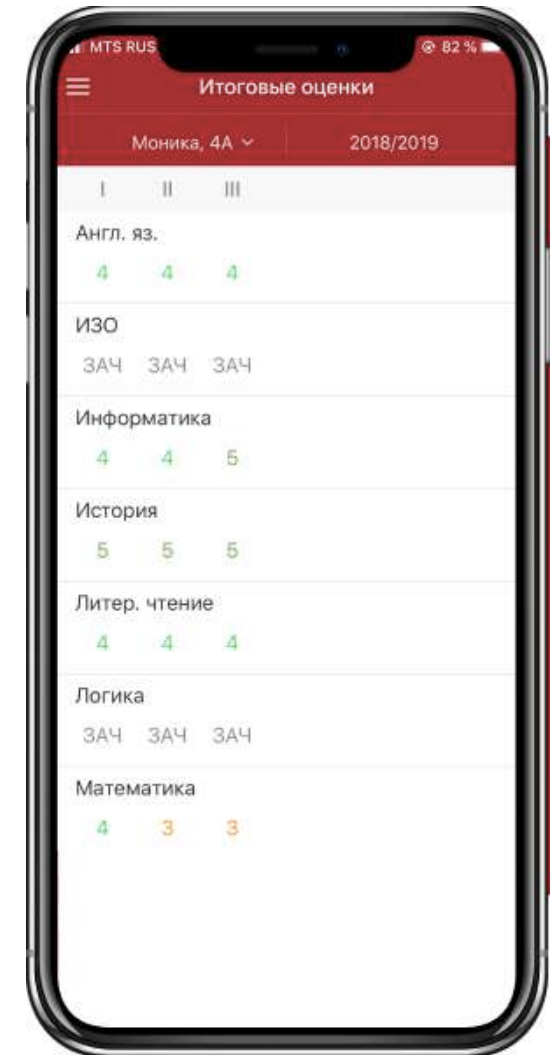 MTS RUS 82 %
Итоговые оценки
Моника, 4А 2018/2019
I II III
Англ. яз.
4 4 4
ИЗО
ЗАЧ ЗАЧ ЗАЧ
Информатика
4 4 5
История
5 5 5
Литер. чтение
4 4 4
Логика
ЗАЧ ЗАЧ ЗАЧ
Математика
4 3 3